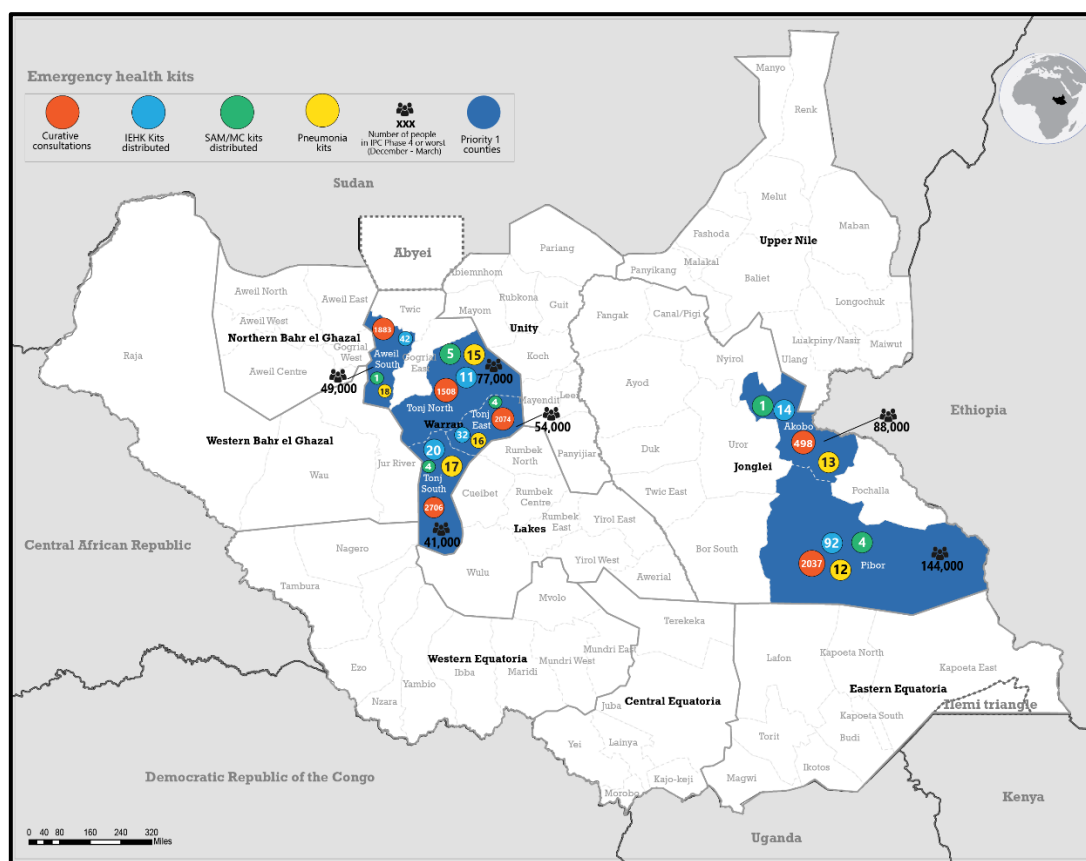 Emergency health kits
Curative
consultations
IEHK Kits
distributed
SAM/MC kits
distributed
Pneumonia
kits
XXX
Number of people
in IPC Phase 4 or worst
(December - March)
Priority 1
counties
Sudan
Manyo
Renk
Abyei
Pariang
Melut
Fashoda
Maban
Upper Nile
Malakal
Panyikang
Baliet
Abiemnhom
Aweil North
Aweil East
Twic
Rubkona
Mayom
Guit
Longochuk
Fangak
Canal/Pigi
Aweil West
1883
42
Unity
Northern Bahr el Ghazal
Luakpiny/Nasir
Maiwut
Raja
Gogrial
West
Aweil
South
Gogrial
East
5
15
Koch
Nyirol
Ulang
Aweil Centre
49,000
1
18
11
77,000
Ayod
1508
Leer
Mayendit
Tonj North
4
Tonj
East
2074
54,000
1
14
Akobo
88,000
Ethiopia
Western Bahr el Ghazal
Warrap
32
16
498
Uror
Duk
20
Rumbek
North
Panyijiar
Jur River
4
17
Jonglei
13
Wau
Tonj
South
Cueibet
Rumbek
Centre
Twic East
Pochalla
2706
Rumbek
East
Yirol East
Lakes
92
4
Central African Republic
Nagero
41,000
Bor South
Yirol West
2037
12
Pibor
144,000
Wulu
Awerial
Tambura
Mvolo
Terekeka
Mundri East
Western Equatoria
Mundri West
Lafon
Kapoeta North
Kapoeta East
Ezo
Ibba
Maridi
Yambio
Eastern Equatoria
Nzara
Central Equatoria
Juba
Ilemi triangle
Kapoeta South
Yei
Lainya
Torit
Budi
Democratic Republic of the Congo
Ikotos
Kajo-keji
Magwi
Morobo
Kenya
Uganda
0 40 80 160 240 320
Miles